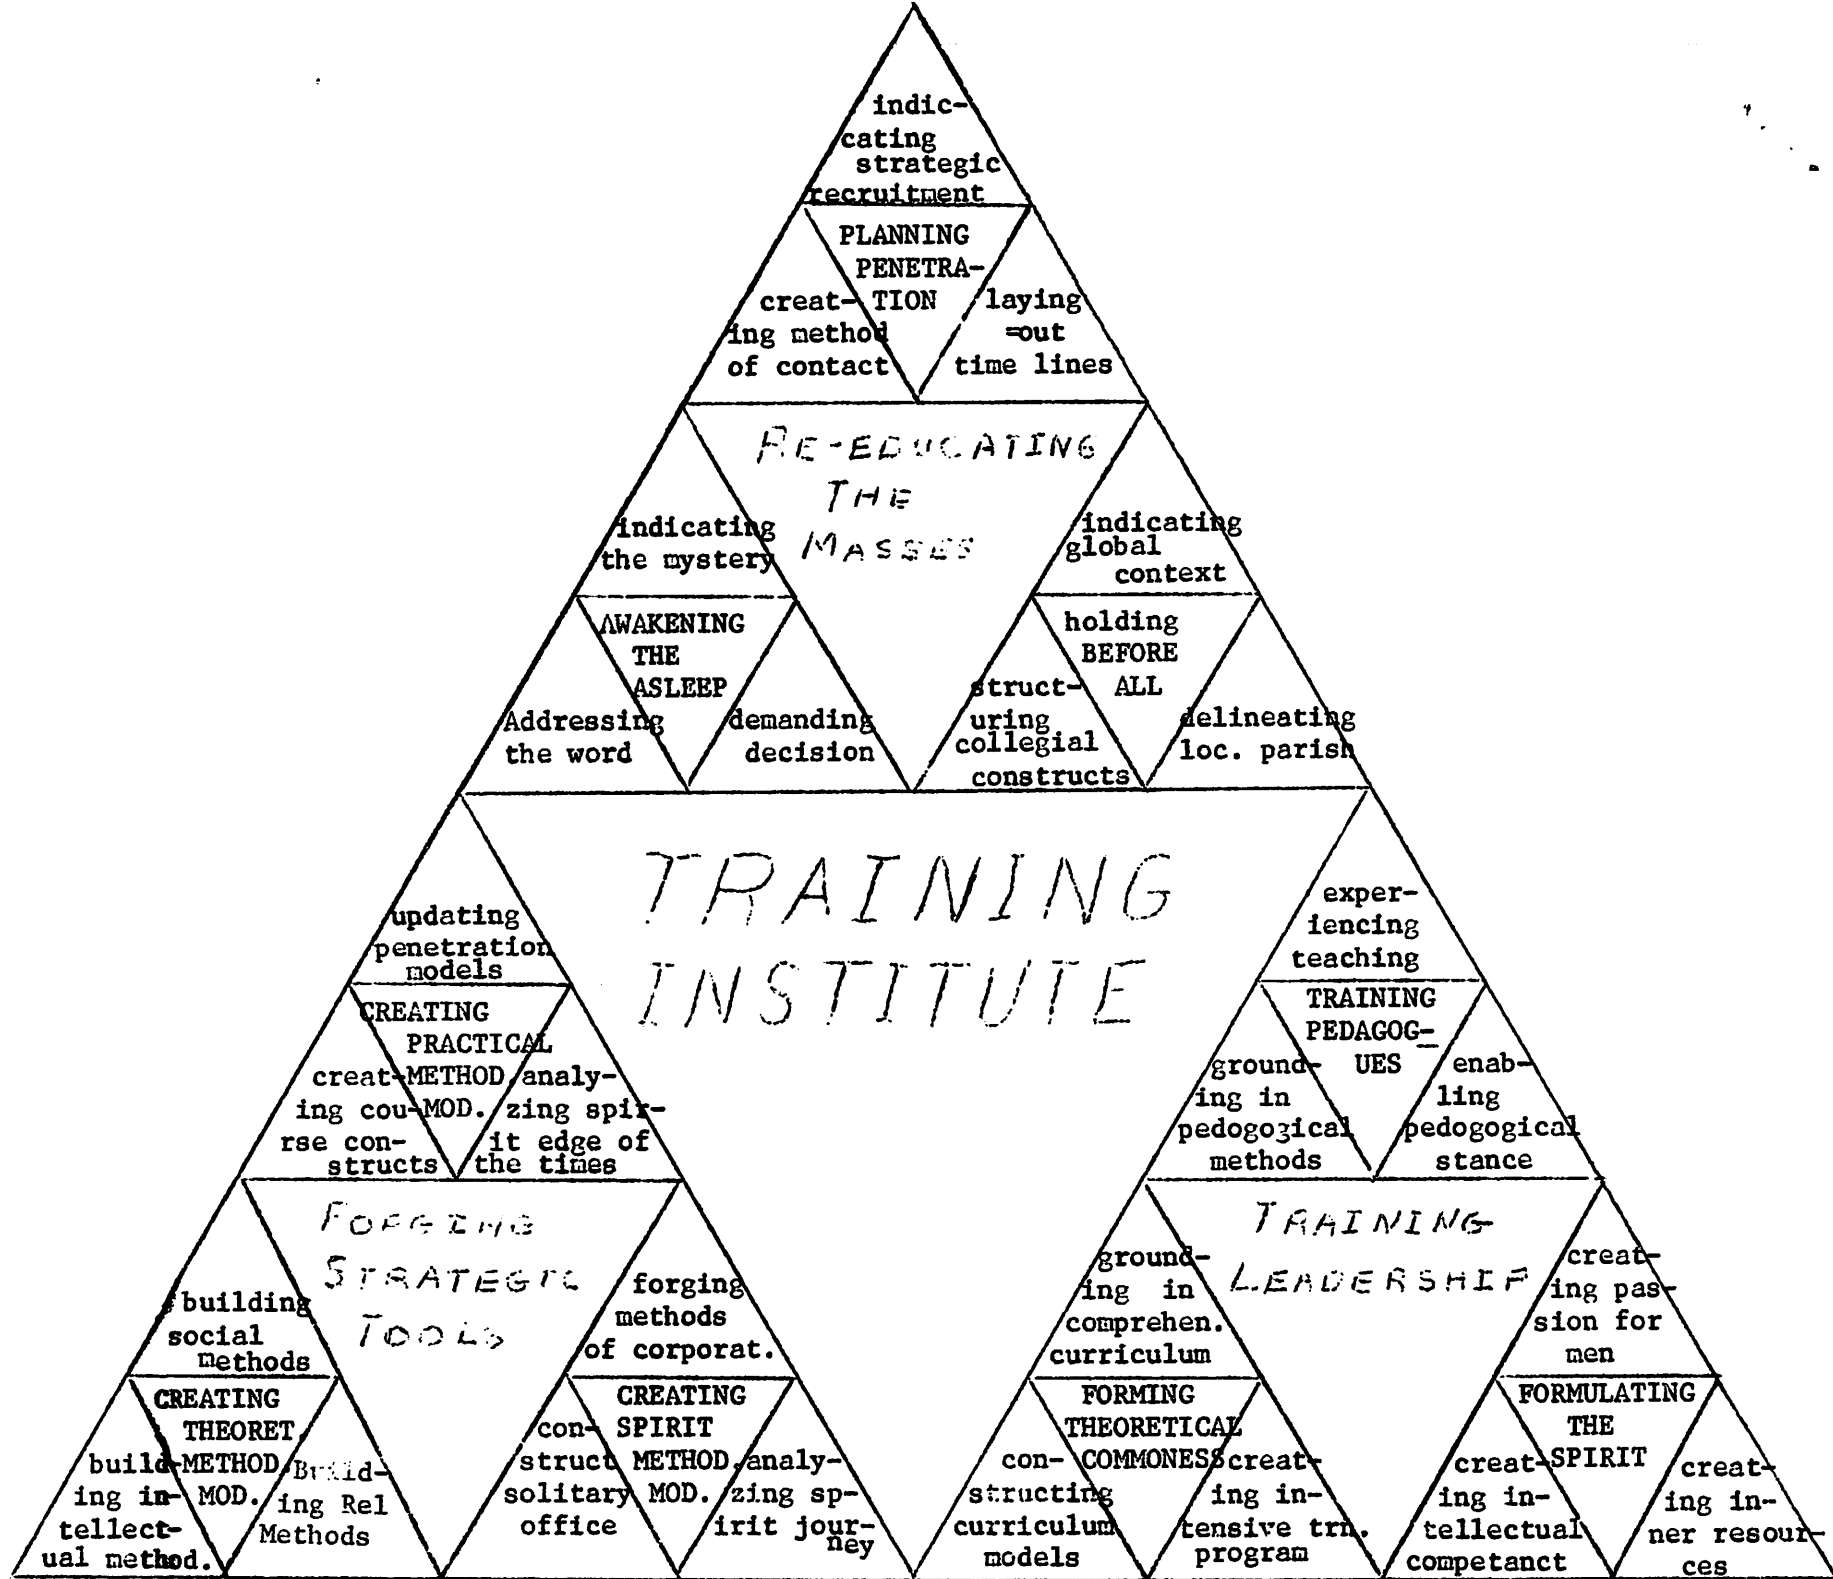 indic-
cating
strategic
recruitment
PLANNING
PENETRA-
TION
creat-
ing method
of contact
laying
=out
time lines
RE-EDUCATING
THE
MASSES
indicating
the mystery
AWAKENING
THE
ASLEEP
Addressing
the word
demanding
decision
indicating
global
context
holding
BEFORE
ALL
struct-
uring
collegial
constructs
delineating
loc. parish
TRAINING
INSTITUTE
updating
penetration
models
CREATING
PRACTICAL
METHOD
MOD.
creat-
ing cou-
rse con-
structs
analy-
zing spir-
it edge of
the times
exper-
iencing
teaching
TRAINING
PEDAGOG-
UES
ground-
ing in
pedogogical
methods
enab-
ling
pedogogical
stance
FORGING
STRATEGIC
TOOLS
building
social
methods
CREATING
THEORET.
METHOD
MOD.
build-
ing in-
tellect-
ual method.
Build-
ing Rel
Methods
forging
methods
of corporat.
CREATING
SPIRIT
METHOD.
MOD.
con-
struct
solitary
office
analy-
zing sp-
irit jour-
ney
TRAINING
LEADERSHIP
ground-
ing in
comprehen.
curriculum
FORMING
THEORETICAL
COMMONESS
con-
structing
curriculum
models
creat-
ing in-
tensive trn.
program
creat-
ing pas-
sion for
men
FORMULATING
THE
SPIRIT
creat-
ing in-
tellectual
competanct
creat-
ing in-
ner resour-
ces